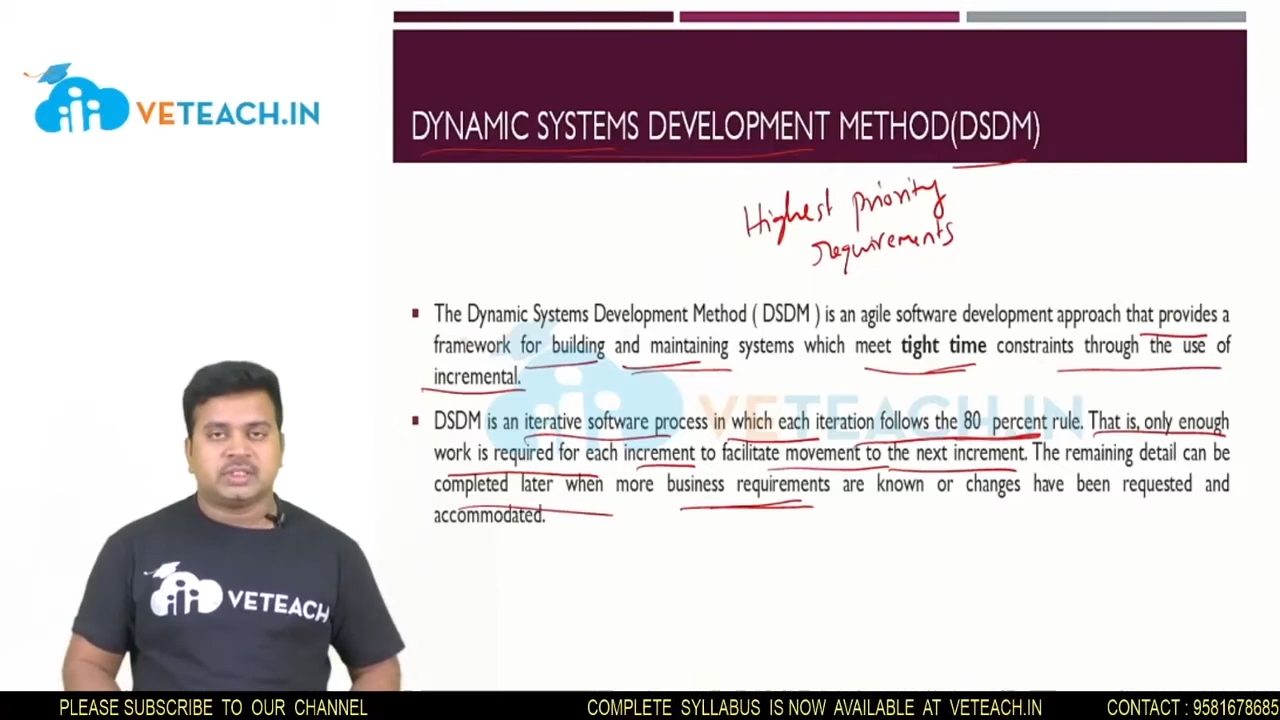 VETEACH.IN
DYNAMIC SYSTEMS DEVELOPMENT METHOD(DSDM)
Highest priority
requirements
The Dynamic Systems Development Method ( DSDM ) is an agile software development approach that provides a
framework for building and maintaining systems which meet tight time constraints through the use of
incremental.
DSDM is an iterative software process in which each iteration follows the 80 percent rule. That is, only enough
work is required for each increment to facilitate movement to the next increment. The remaining detail can be
completed later when more business requirements are known or changes have been requested and
accommodated.
VETEACH.IN
VETEACH
PLEASE SUBSCRIBE TO OUR CHANNEL
COMPLETE SYLLABUS IS NOW AVAILABLE AT VETEACH.IN
CONTACT : 9581678685